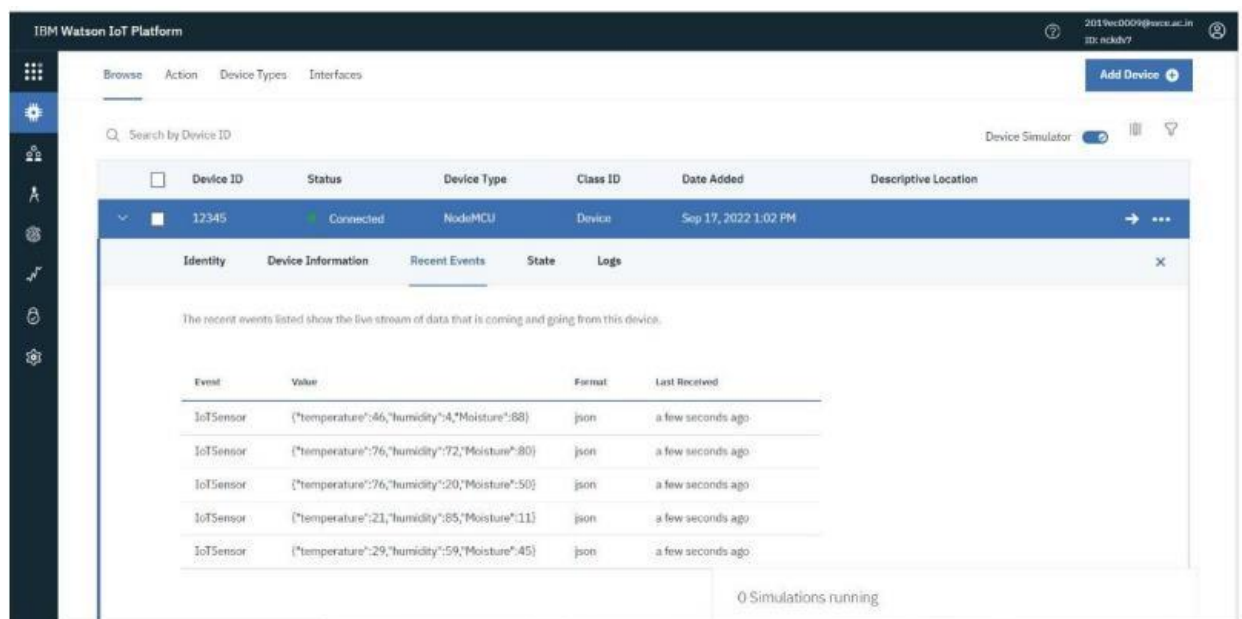 IBM Watson IoT Platform
2019ec0009@svce.ac.in
ID: nckdv7
Browse Action Device Types Interfaces
Add Device
Search by Device ID
Device Simulator
Device ID Status Device Type Class ID Date Added Descriptive Location
12345 Connected NodeMCU Device Sep 17, 2022 1:02 PM
Identity Device Information Recent Events State Logs
The recent events listed show the live stream of data that is coming and going from this device.
Event Value Format Last Received
IoTSensor {"temperature":46,"humidity":4,"Moisture":88} json a few seconds ago
IoTSensor {"temperature":76,"humidity":72,"Moisture":80} json a few seconds ago
IoTSensor {"temperature":76,"humidity":20,"Moisture":50} json a few seconds ago
IoTSensor {"temperature":21,"humidity":85,"Moisture":11} json a few seconds ago
IoTSensor {"temperature":29,"humidity":59,"Moisture":45} json a few seconds ago
0 Simulations running